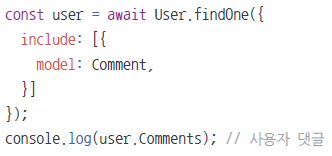 const user = await User.findOne({
  include: [{
    model: Comment,
  }]
});
console.log(user.Comments); // 사용자 댓글